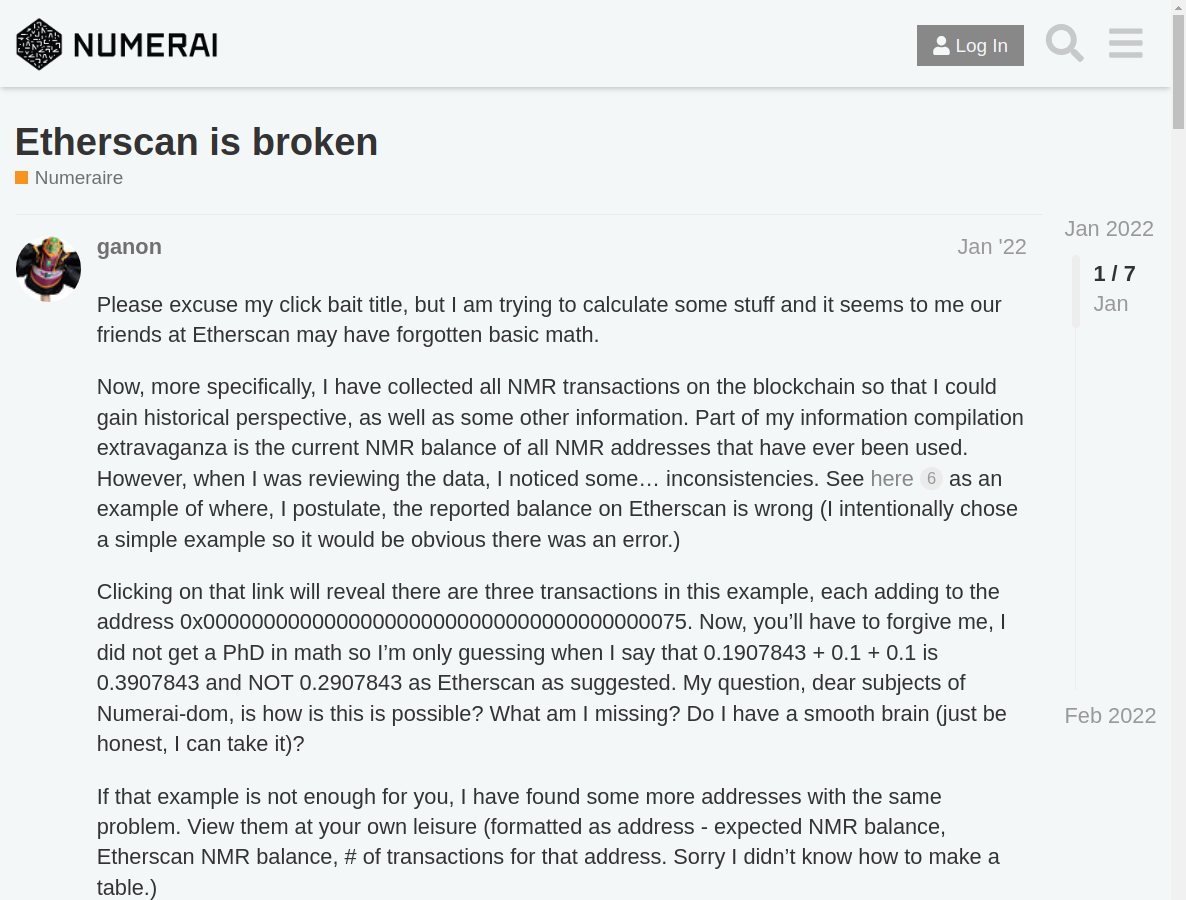 NUMERAI
Log In
Etherscan is broken
Numeraire
ganon
Jan '22
Please excuse my click bait title, but I am trying to calculate some stuff and it seems to me our
friends at Etherscan may have forgotten basic math.
Now, more specifically, I have collected all NMR transactions on the blockchain so that I could
gain historical perspective, as well as some other information. Part of my information compilation
extravaganza is the current NMR balance of all NMR addresses that have ever been used.
However, when I was reviewing the data, I noticed some… inconsistencies. See here 6 as an
example of where, I postulate, the reported balance on Etherscan is wrong (I intentionally chose
a simple example so it would be obvious there was an error.)
Clicking on that link will reveal there are three transactions in this example, each adding to the
address 0x0000000000000000000000000000000000000075. Now, you’ll have to forgive me, I
did not get a PhD in math so I’m only guessing when I say that 0.1907843 + 0.1 + 0.1 is
0.3907843 and NOT 0.2907843 as Etherscan as suggested. My question, dear subjects of
Numerai-dom, is how is this is possible? What am I missing? Do I have a smooth brain (just be
honest, I can take it)?
If that example is not enough for you, I have found some more addresses with the same
problem. View them at your own leisure (formatted as address - expected NMR balance,
Etherscan NMR balance, # of transactions for that address. Sorry I didn’t know how to make a
table.)
Jan 2022
1 / 7
Jan
Feb 2022